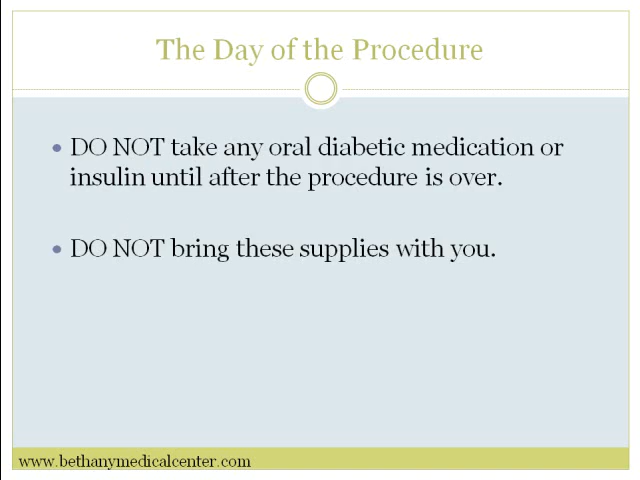 The Day of the Procedure
• DO NOT take any oral diabetic medication or
insulin until after the procedure is over.
• DO NOT bring these supplies with you.
www.bethanymedicalcenter.com